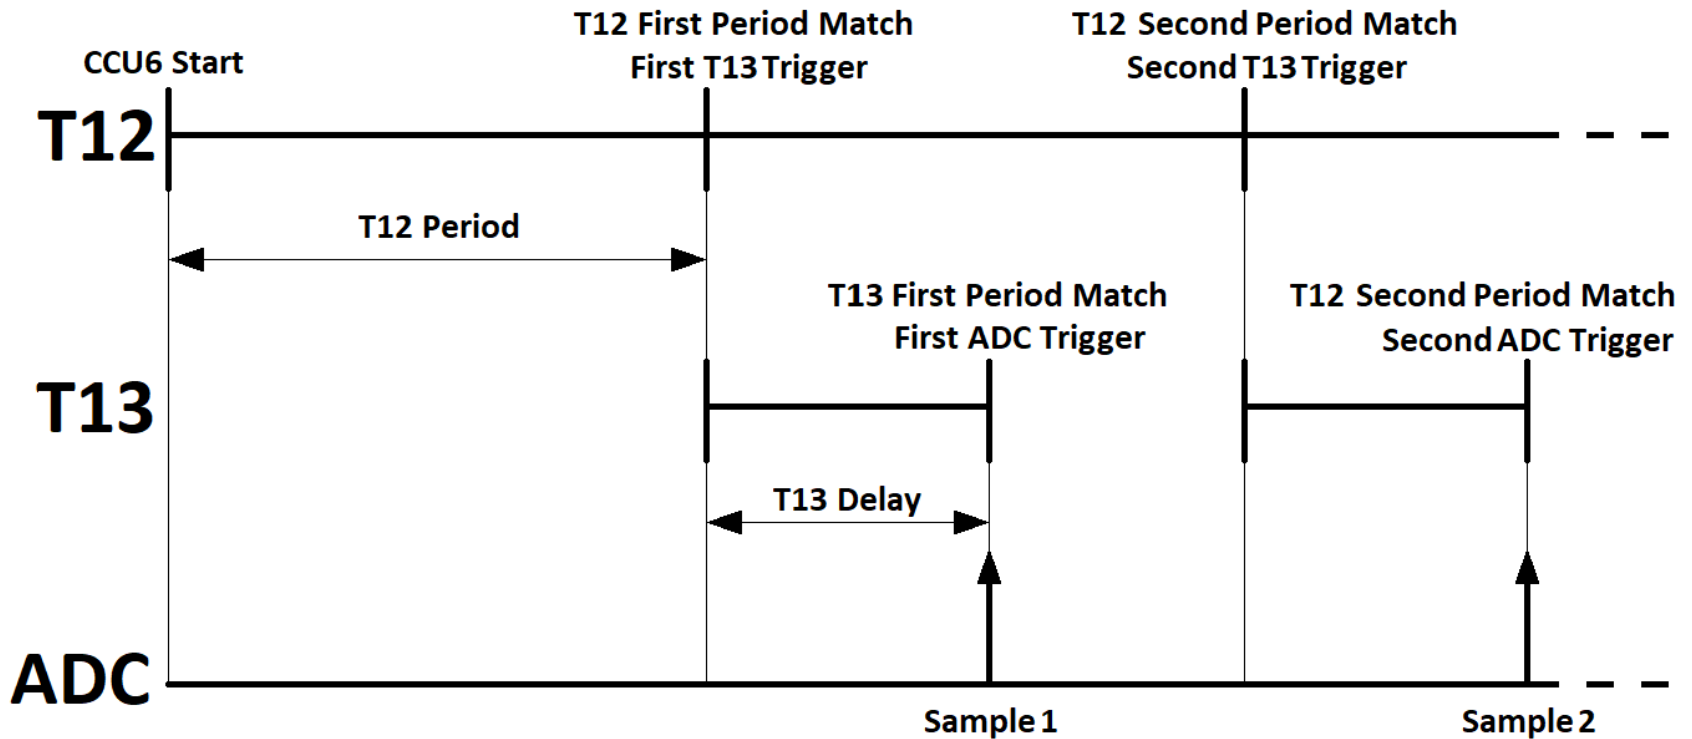 T12 First Period Match
First T13 Trigger
T12 Second Period Match
Second T13 Trigger
CCU6 Start
T12
T12 Period
T13 First Period Match
First ADC Trigger
T12 Second Period Match
Second ADC Trigger
T13
T13 Delay
ADC
Sample 1
Sample 2